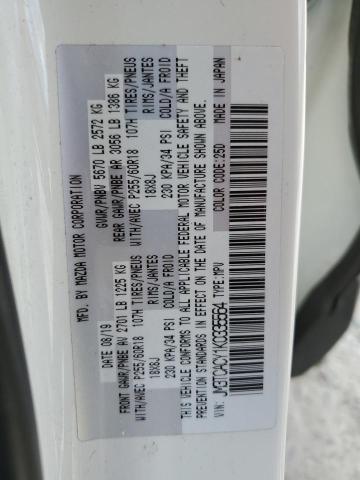 MFD. BY MAZDA MOTOR CORPORATION
DATE 08/19 GVWR/PNBV 5670 LB 2572 KG
FRONT GAWR/PNBE AV 2701 LB 1225 KG REAR GAWR/PNBE AR 3056 LB 1386 KG
WITH/AVEC P255/60R18 107H TIRES/PNEUS WITH/AVEC P255/60R18 107H TIRES/PNEUS
18X8J RIMS/JANTES 18X8J RIMS/JANTES
230 KPA/34 PSI COLD/A FROID 230 KPA/34 PSI COLD/A FROID
THIS VEHICLE CONFORMS TO ALL APPLICABLE FEDERAL MOTOR VEHICLE SAFETY AND THEFT
PREVENTION STANDARDS IN EFFECT ON THE DATE OF MANUFACTURE SHOWN ABOVE.
JM3TCACY1K0335564 COLOR CODE:25D MADE IN JAPAN
VIN: TYPE:MPV